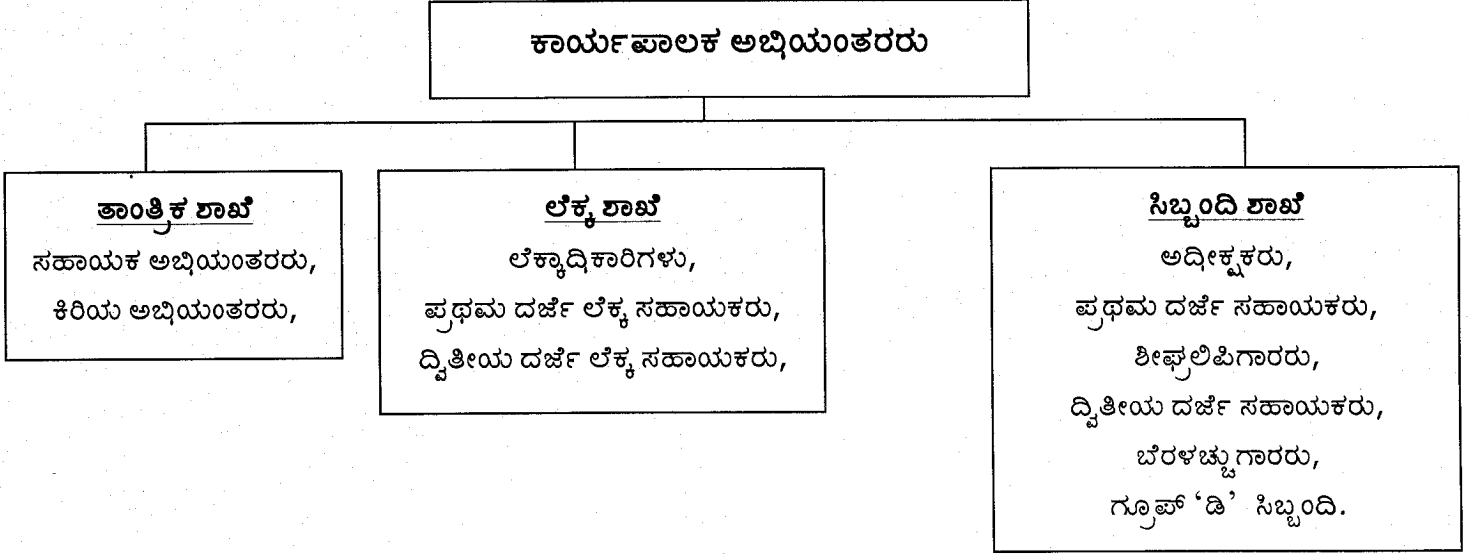 ಕಾರ್ಯಪಾಲಕ ಅಭಿಯಂತರರು
ತಾಂತ್ರಿಕ ಶಾಖೆ
ಸಹಾಯಕ ಅಭಿಯಂತರರು,
ಕಿರಿಯ ಅಭಿಯಂತರರು,
ಲೆಕ್ಕ ಶಾಖೆ
ಲೆಕ್ಕಾಧಿಕಾರಿಗಳು,
ಪ್ರಥಮ ದರ್ಜೆ ಲೆಕ್ಕ ಸಹಾಯಕರು,
ದ್ವಿತೀಯ ದರ್ಜೆ ಲೆಕ್ಕ ಸಹಾಯಕರು,
ಸಿಬ್ಬಂದಿ ಶಾಖೆ
ಅಧೀಕ್ಷಕರು,
ಪ್ರಥಮ ದರ್ಜೆ ಸಹಾಯಕರು,
ಶೀಘ್ರಲಿಪಿಗಾರರು,
ದ್ವಿತೀಯ ದರ್ಜೆ ಸಹಾಯಕರು,
ಬೆರಳಚ್ಚುಗಾರರು,
ಗ್ರೂಪ್ ‘ಡಿ’ ಸಿಬ್ಬಂದಿ.